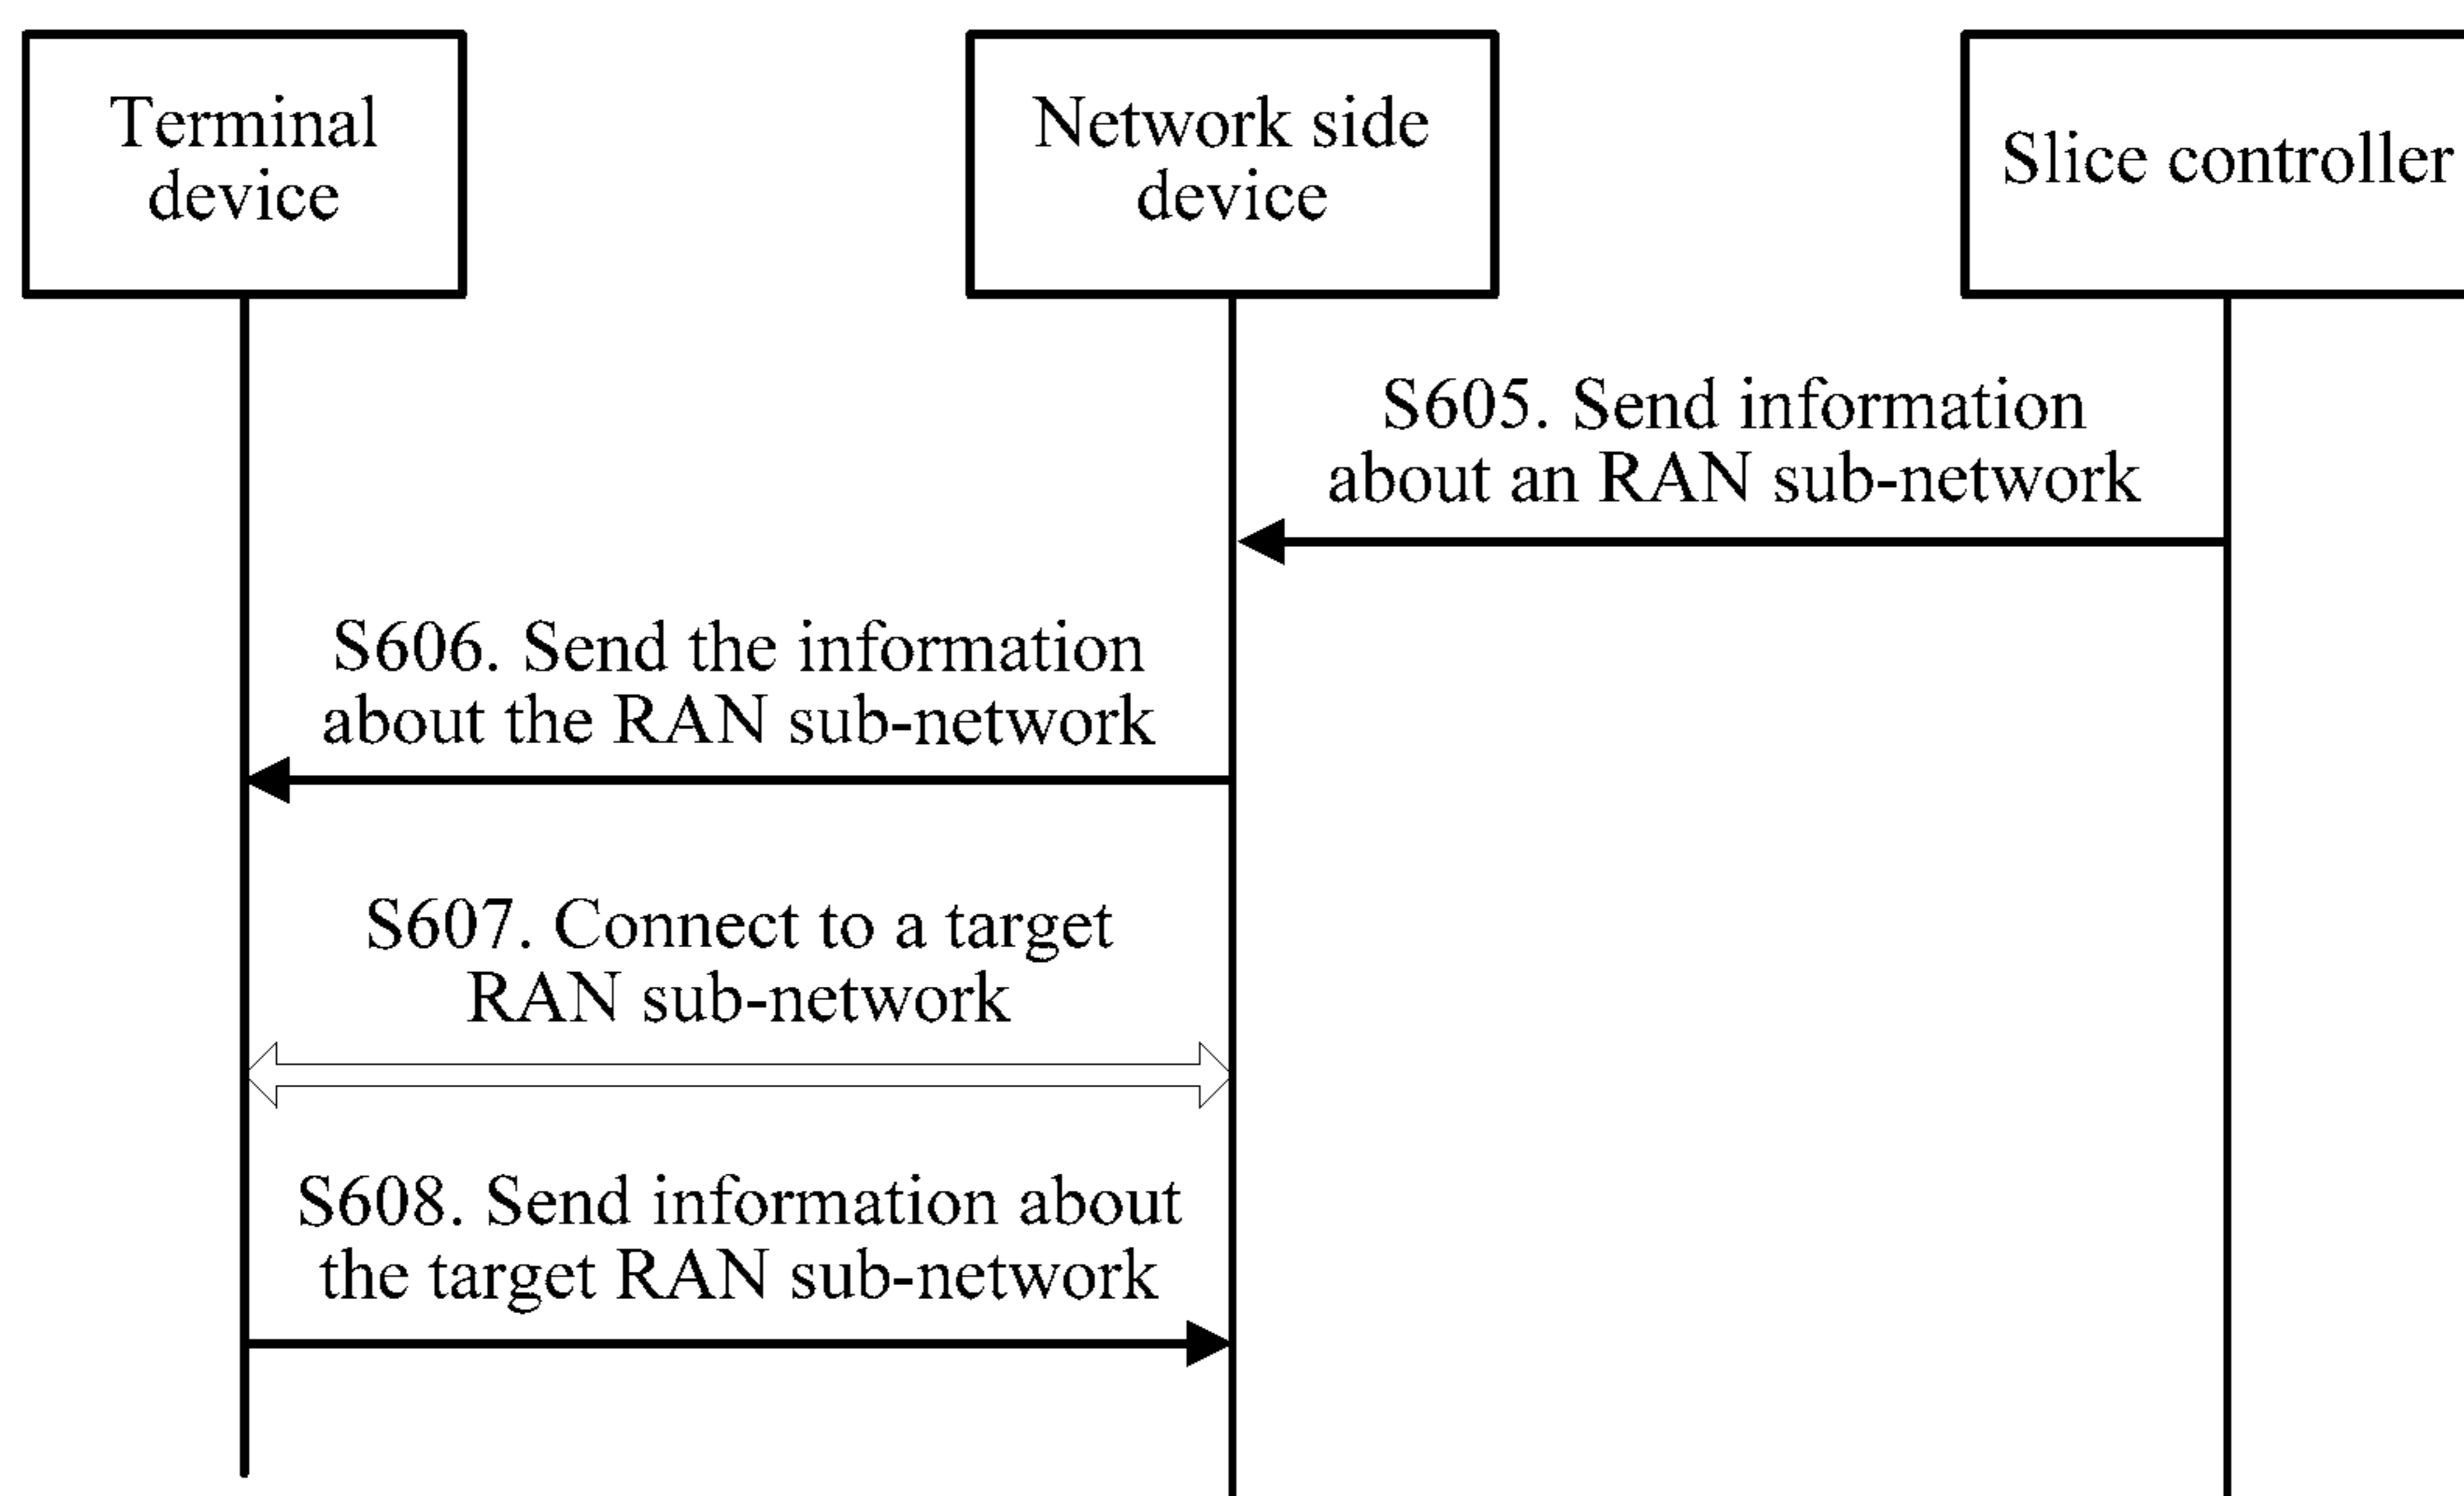 Terminal
device
Network side
device
Slice controller
S605. Send information
about an RAN sub-network
S606. Send the information
about the RAN sub-network
S607. Connect to a target
RAN sub-network
S608. Send information about
the target RAN sub-network